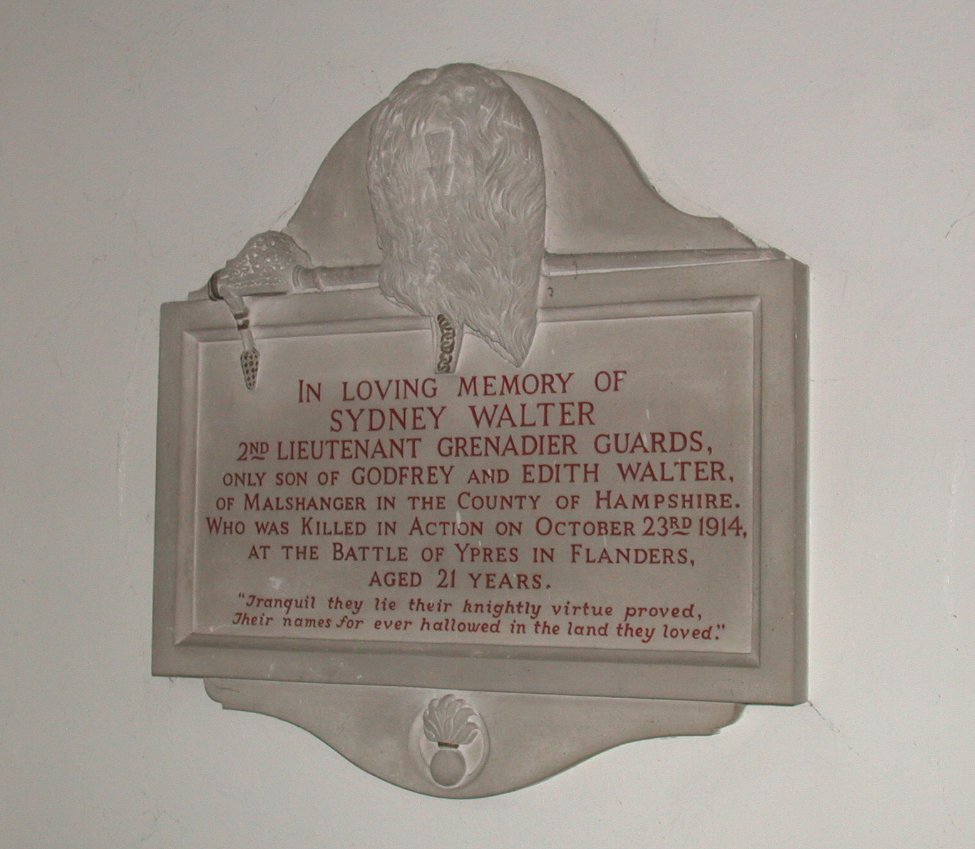 IN LOVING MEMORY OF
SYDNEY WALTER
2ND LIEUTENANT GRENADIER GUARDS,
ONLY SON OF GODFREY AND EDITH WALTER,
OF MALSHANGER IN THE COUNTY OF HAMPSHIRE.
WHO WAS KILLED IN ACTION ON OCTOBER 23RD 1914,
AT THE BATTLE OF YPRES IN FLANDERS,
AGED 21 YEARS.
"Tranquil they lie their knightly virtue proved,
Their names for ever hallowed in the land they loved."